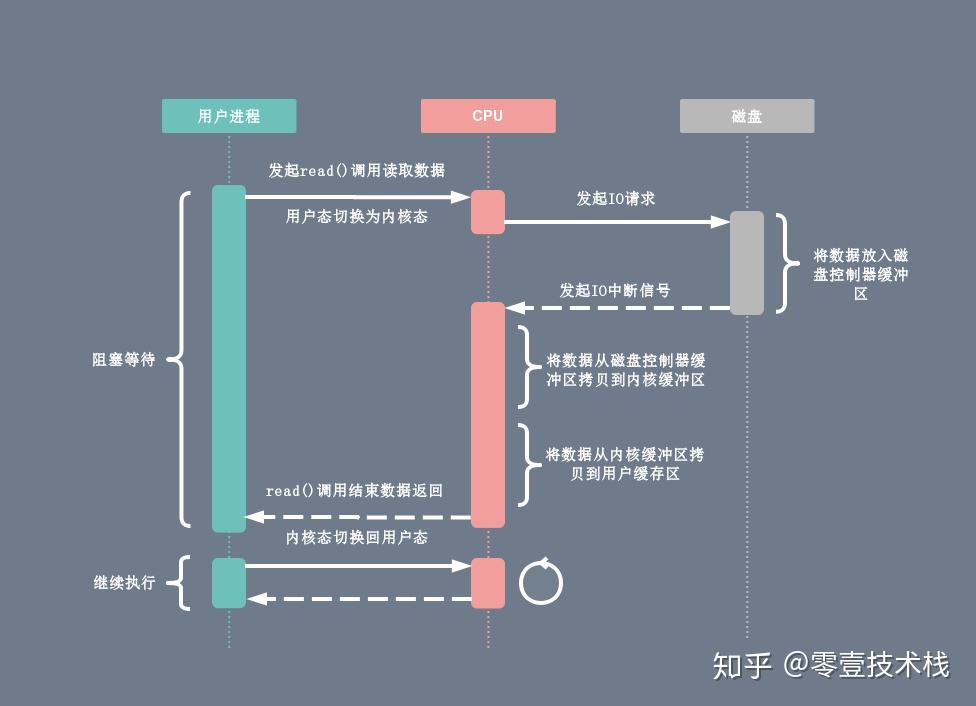 用户进程
CPU
磁盘
发起read()调用读取数据
用户态切换为内核态
发起IO请求
将数据放入磁
盘控制器缓冲
区
发起IO中断信号
阻塞等待
将数据从磁盘控制器缓
冲区拷贝到内核缓冲区
将数据从内核缓冲区拷
贝到用户缓存区
read()调用结束数据返回
内核态切换回用户态
继续执行
知乎 @零壹技术栈